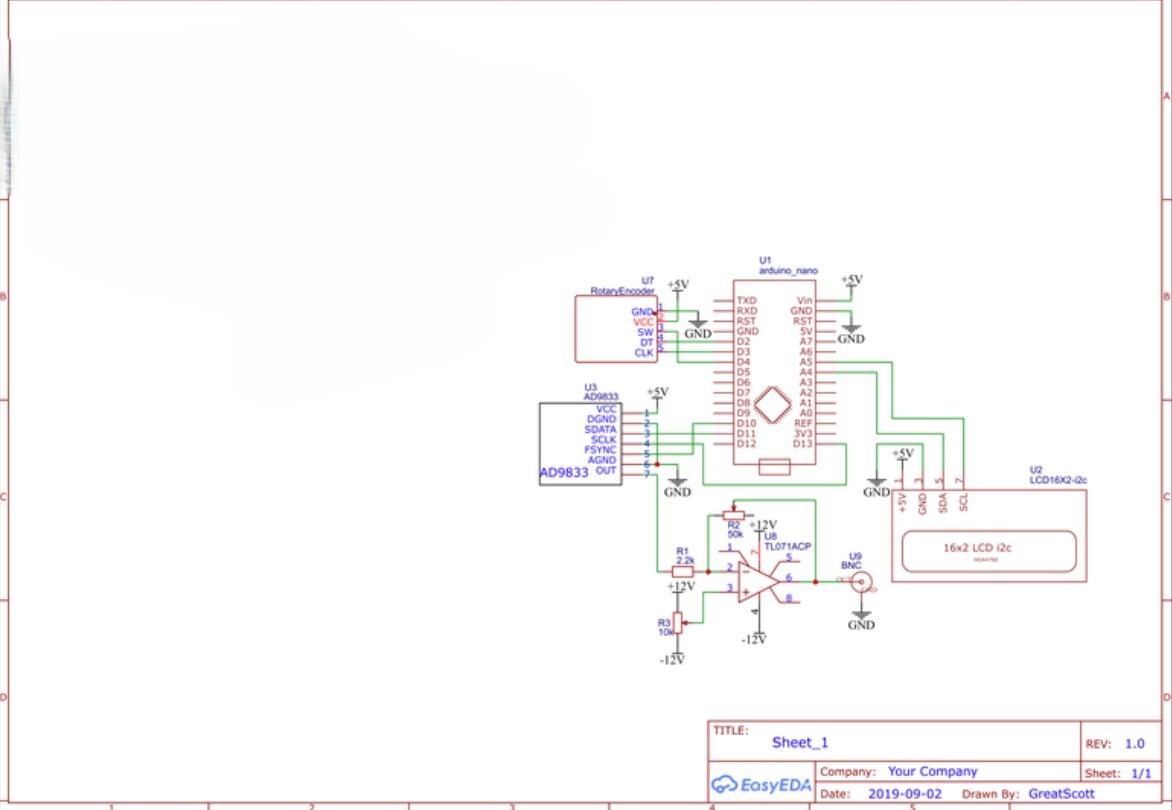 A
A
U1
arduino_nano
U7
RotaryEncoder
+5V
+5V
B
B
GND 1
VCC 2
SW 3
DT 4
CLK 5
GND
GND
TXD
RXD
RST
GND
D2
D3
D4
D5
D6
D7
D8
D9
D10
D11
D12
Vin
GND
RST
5V
A7
A6
A5
A4
A3
A2
A1
A0
REF
3V3
D13
U3
AD9833
+5V
VCC 1
DGND 2
SDATA 3
SCLK 4
FSYNC 5
AGND 6
OUT 7
AD9833
GND
GND
+5V
U2
LCD16X2-i2c
1 3 5 7
+5V GND SDA SCL
16x2 LCD i2c
HD44780
C
C
R2
50k
+12V
U8
TL071ACP
R1
2.2k
1
2
3
7
4
5
6
8
-
+
U9
BNC
OUT
GND
GND
+12V
R3
10k
-12V
-12V
D
D
TITLE:
Sheet_1
REV: 1.0
EasyEDA
Company: Your Company
Sheet: 1/1
Date: 2019-09-02 Drawn By: GreatScott
1 2 3 4 5